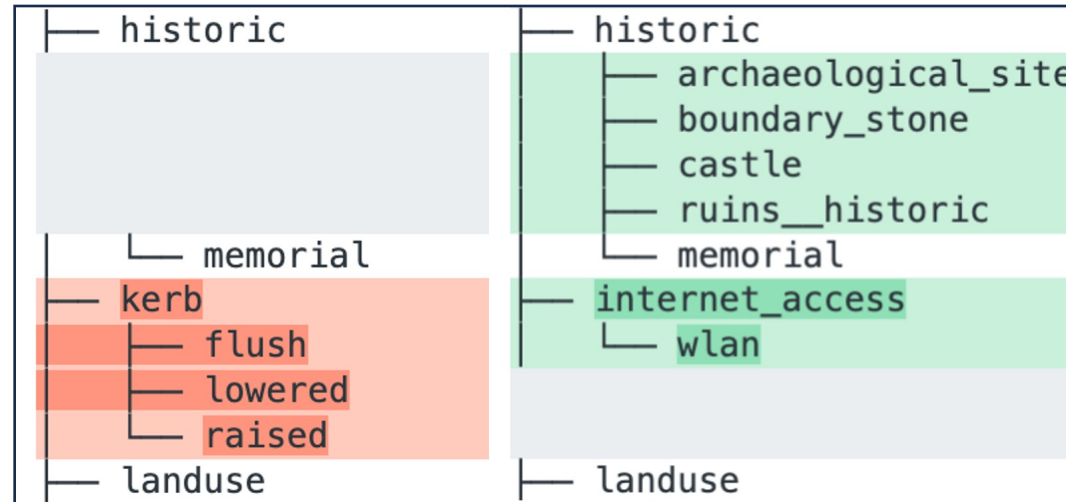 ├── historic
└── memorial
├── kerb
├── flush
├── lowered
└── raised
├── landuse
├── historic
├── archaeological_site
├── boundary_stone
├── castle
├── ruins__historic
└── memorial
├── internet_access
└── wlan
├── landuse